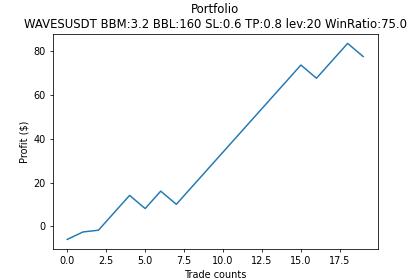 Portfolio
WAVESUSDT BBM:3.2 BBL:160 SL:0.6 TP:0.8 lev:20 WinRatio:75.0
80
60
40
20
0
Profit ($)
0.0 2.5 5.0 7.5 10.0 12.5 15.0 17.5
Trade counts